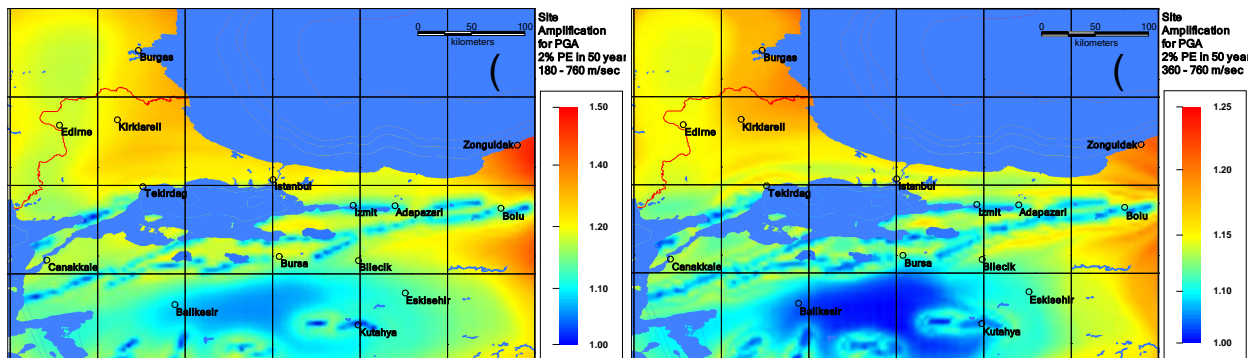 0 50 100
kilometers
Site
Amplification
for PGA
2% PE in 50 year
180 - 760 m/sec
(
Burgas
Edirne
Kirklareli
Zonguldak
Istanbul
Tekirdag
Izmit
Adapazari
Bolu
Canakkale
Bursa
Bilecik
Balikesir
Eskisehir
Kutahya
1.50
1.40
1.20
1.10
1.00
0 50 100
kilometers
Site
Amplification
for PGA
2% PE in 50 year
360 - 760 m/sec
(
Burgas
Edirne
Kirklareli
Zonguldak
Istanbul
Tekirdag
Izmit
Adapazari
Bolu
Canakkale
Bursa
Bilecik
Balikesir
Eskisehir
Kutahya
1.25
1.20
1.15
1.10
1.05
1.00